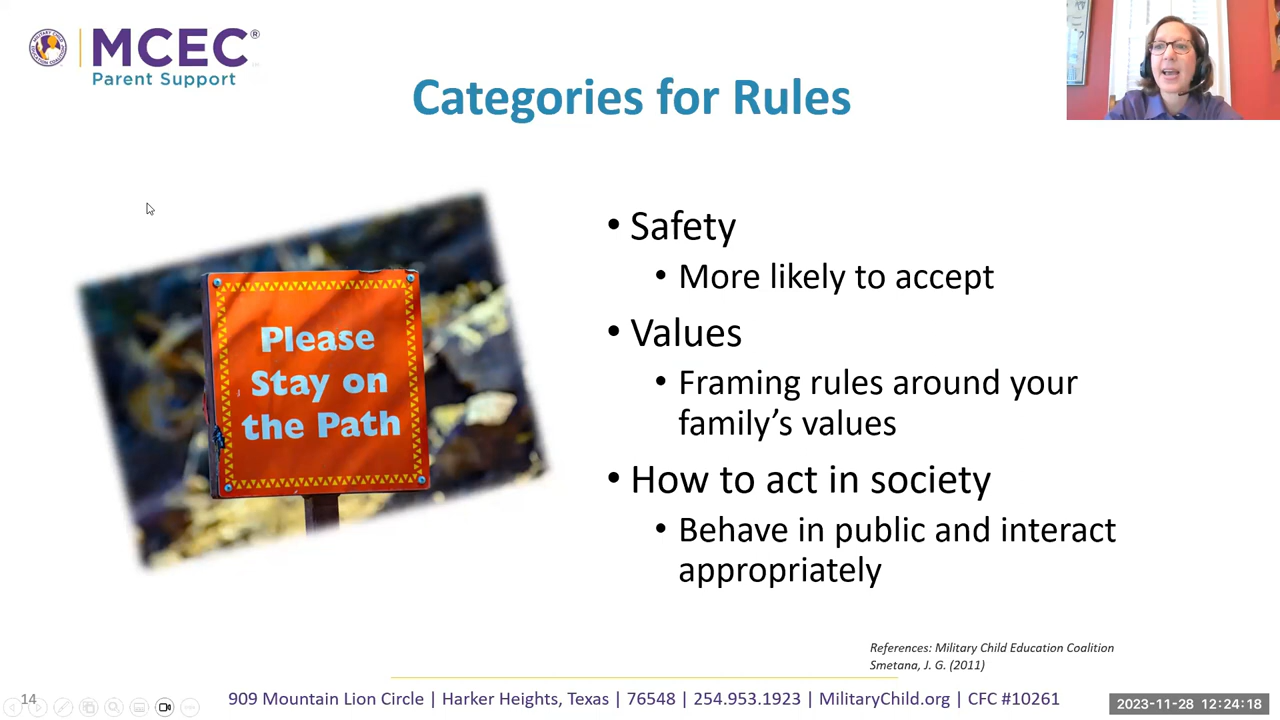 MCEC®
Parent Support
Categories for Rules
Please
Stay on
the Path
• Safety
• More likely to accept
• Values
• Framing rules around your
family’s values
• How to act in society
• Behave in public and interact
appropriately
References: Military Child Education Coalition
Smetana, J. G. (2011)
14
909 Mountain Lion Circle | Harker Heights, Texas | 76548 | 254.953.1923 | MilitaryChild.org | CFC #10261
2023-11-28 12:24:18